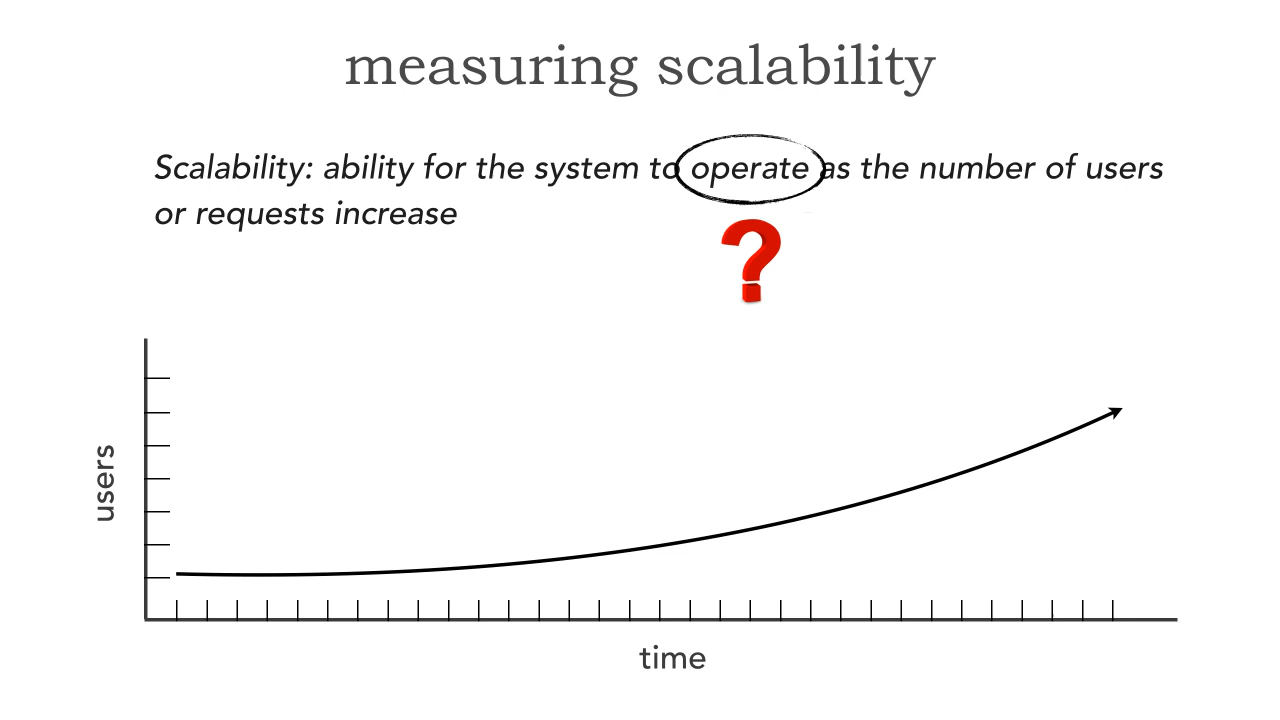 measuring scalability
Scalability: ability for the system to operate as the number of users
or requests increase
?
users
time